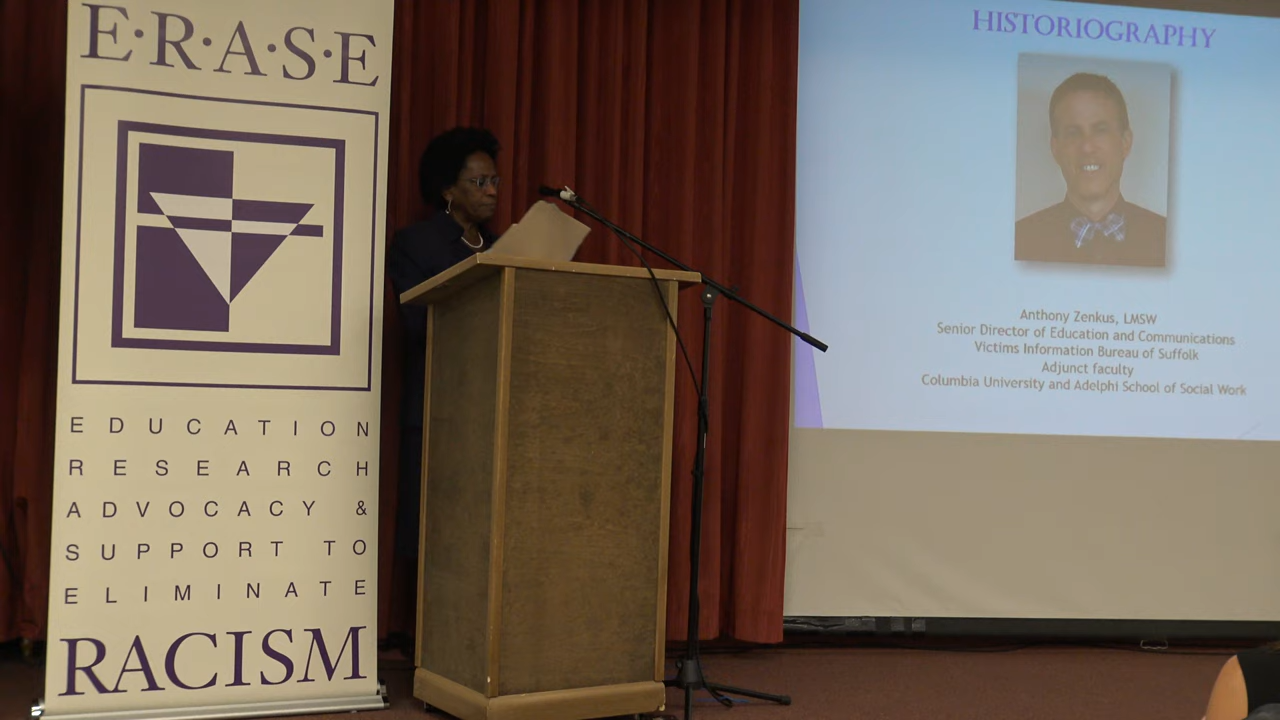 E·R·A·S·E
EDUCATION
RESEARCH
ADVOCACY &
SUPPORT TO
ELIMINATE
RACISM
HISTORIOGRAPHY
Anthony Zenkus, LMSW
Senior Director of Education and Communications
Victims Information Bureau of Suffolk
Adjunct faculty
Columbia University and Adelphi School of Social Work